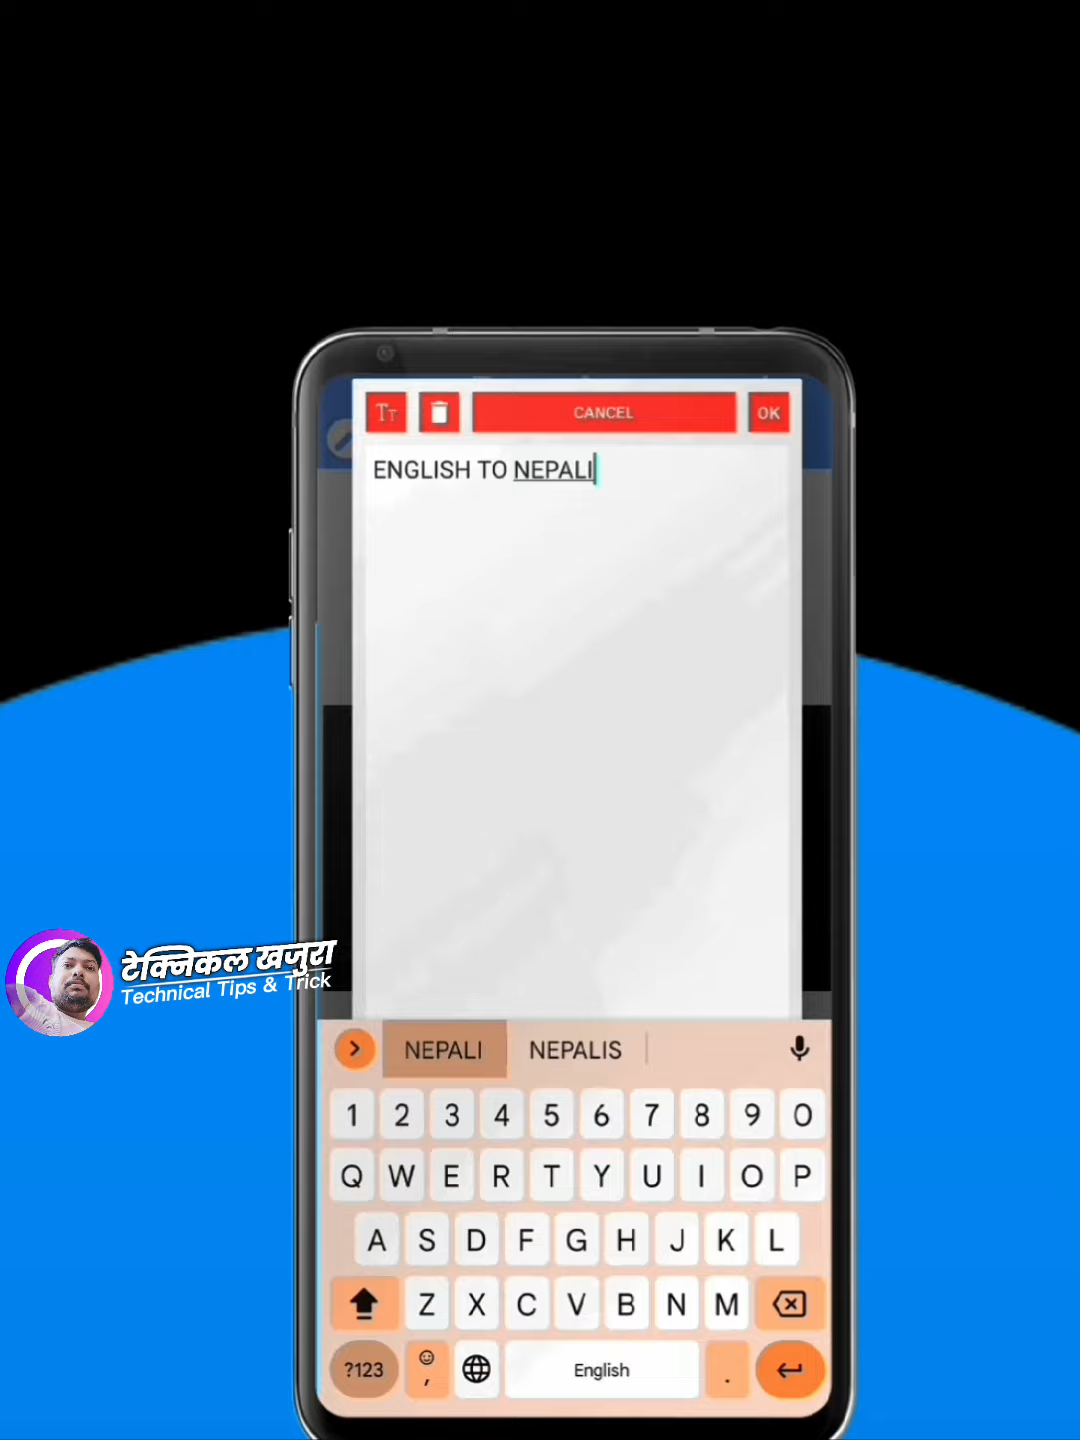 TT
CANCEL
OK
ENGLISH TO NEPALI
टेक्निकल खजुरा
Technical Tips & Trick
NEPALI NEPALIS
1 2 3 4 5 6 7 8 9 0
Q W E R T Y U I O P
A S D F G H J K L
Z X C V B N M
?123 , English .